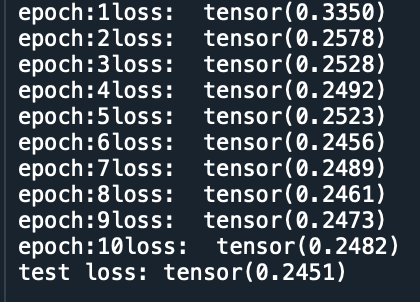 epoch:1loss:  tensor(0.3350)
epoch:2loss:  tensor(0.2578)
epoch:3loss:  tensor(0.2528)
epoch:4loss:  tensor(0.2492)
epoch:5loss:  tensor(0.2523)
epoch:6loss:  tensor(0.2456)
epoch:7loss:  tensor(0.2489)
epoch:8loss:  tensor(0.2461)
epoch:9loss:  tensor(0.2473)
epoch:10loss:  tensor(0.2482)
test loss: tensor(0.2451)